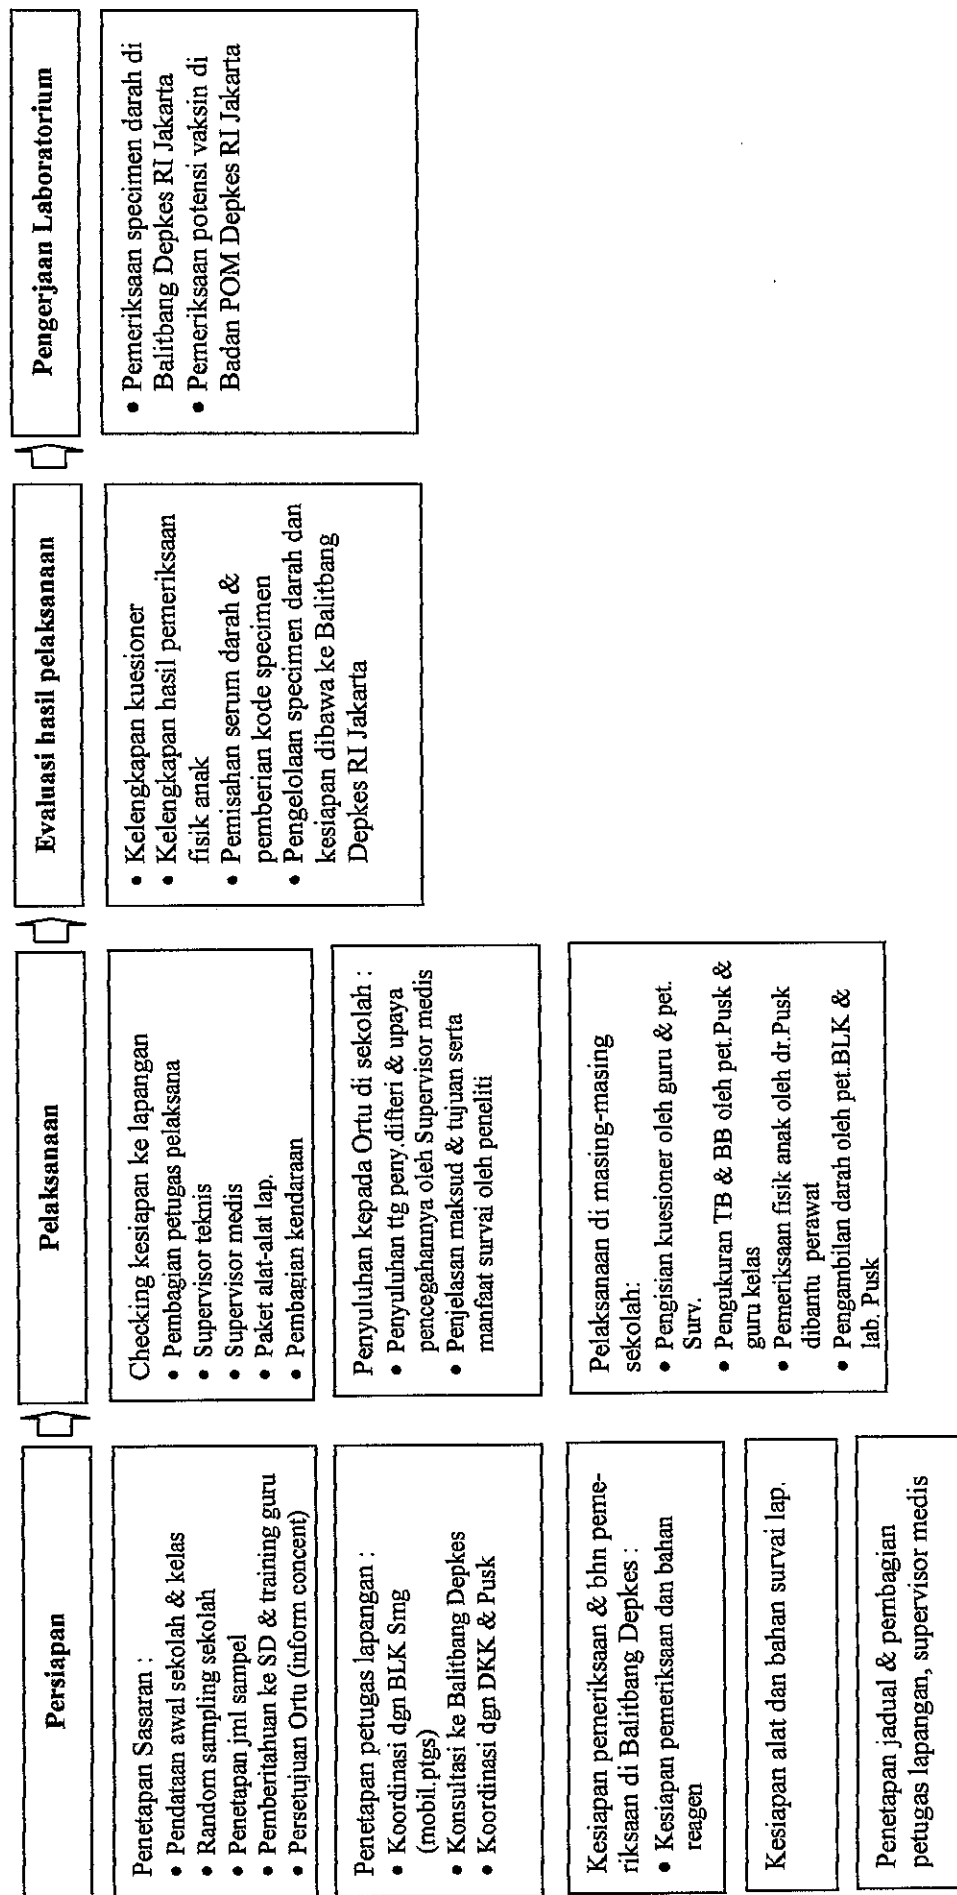 Persiapan
Penetapan Sasaran :
• Pendataan awal sekolah & kelas
• Random sampling sekolah
• Penetapan jml sampel
• Pemberitahuan ke SD & training guru
• Persetujuan Ortu (inform concent)
Penetapan petugas lapangan :
• Koordinasi dgn BLK Smg
(mobil.ptgs)
• Konsultasi ke Balitbang Depkes
• Koordinasi dgn DKK & Pusk
Kesiapan pemeriksaan & bhn peme-
riksaan di Balitbang Depkes :
• Kesiapan pemeriksaan dan bahan
reagen
Kesiapan alat dan bahan survai lap.
Penetapan jadual & pembagian
petugas lapangan, supervisor medis
Pelaksanaan
Checking kesiapan ke lapangan
• Pembagian petugas pelaksana
• Supervisor teknis
• Supervisor medis
• Paket alat-alat lap.
• Pembagian kendaraan
Penyuluhan kepada Ortu di sekolah :
• Penyuluhan ttg peny.difteri & upaya
pencegahannya oleh Supervisor medis
• Penjelasan maksud & tujuan serta
manfaat survai oleh peneliti
Pelaksanaan di masing-masing
sekolah:
• Pengisian kuesioner oleh guru & pet.
Surv.
• Pengukuran TB & BB oleh pet.Pusk &
guru kelas
• Pemeriksaan fisik anak oleh dr.Pusk
dibantu perawat
• Pengambilan darah oleh pet.BLK &
lab. Pusk
Evaluasi hasil pelaksanaan
• Kelengkapan kuesioner
• Kelengkapan hasil pemeriksaan
fisik anak
• Pemisahan serum darah &
pemberian kode specimen
• Pengelolaan specimen darah dan
kesiapan dibawa ke Balitbang
Depkes RI Jakarta
Pengerjaan Laboratorium
• Pemeriksaan specimen darah di
Balitbang Depkes RI Jakarta
• Pemeriksaan potensi vaksin di
Badan POM Depkes RI Jakarta